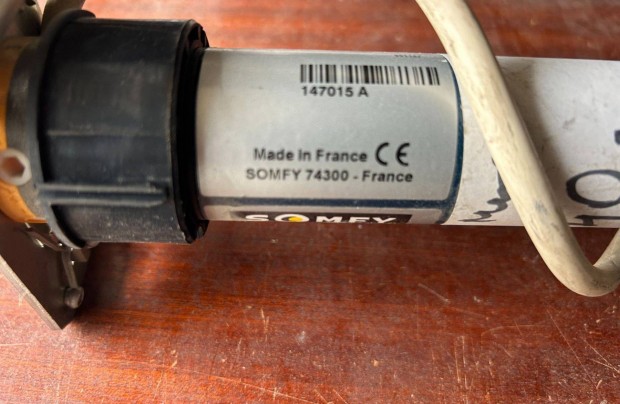 147015 A
Made in France CE
SOMFY 74300 - France
SOMFY